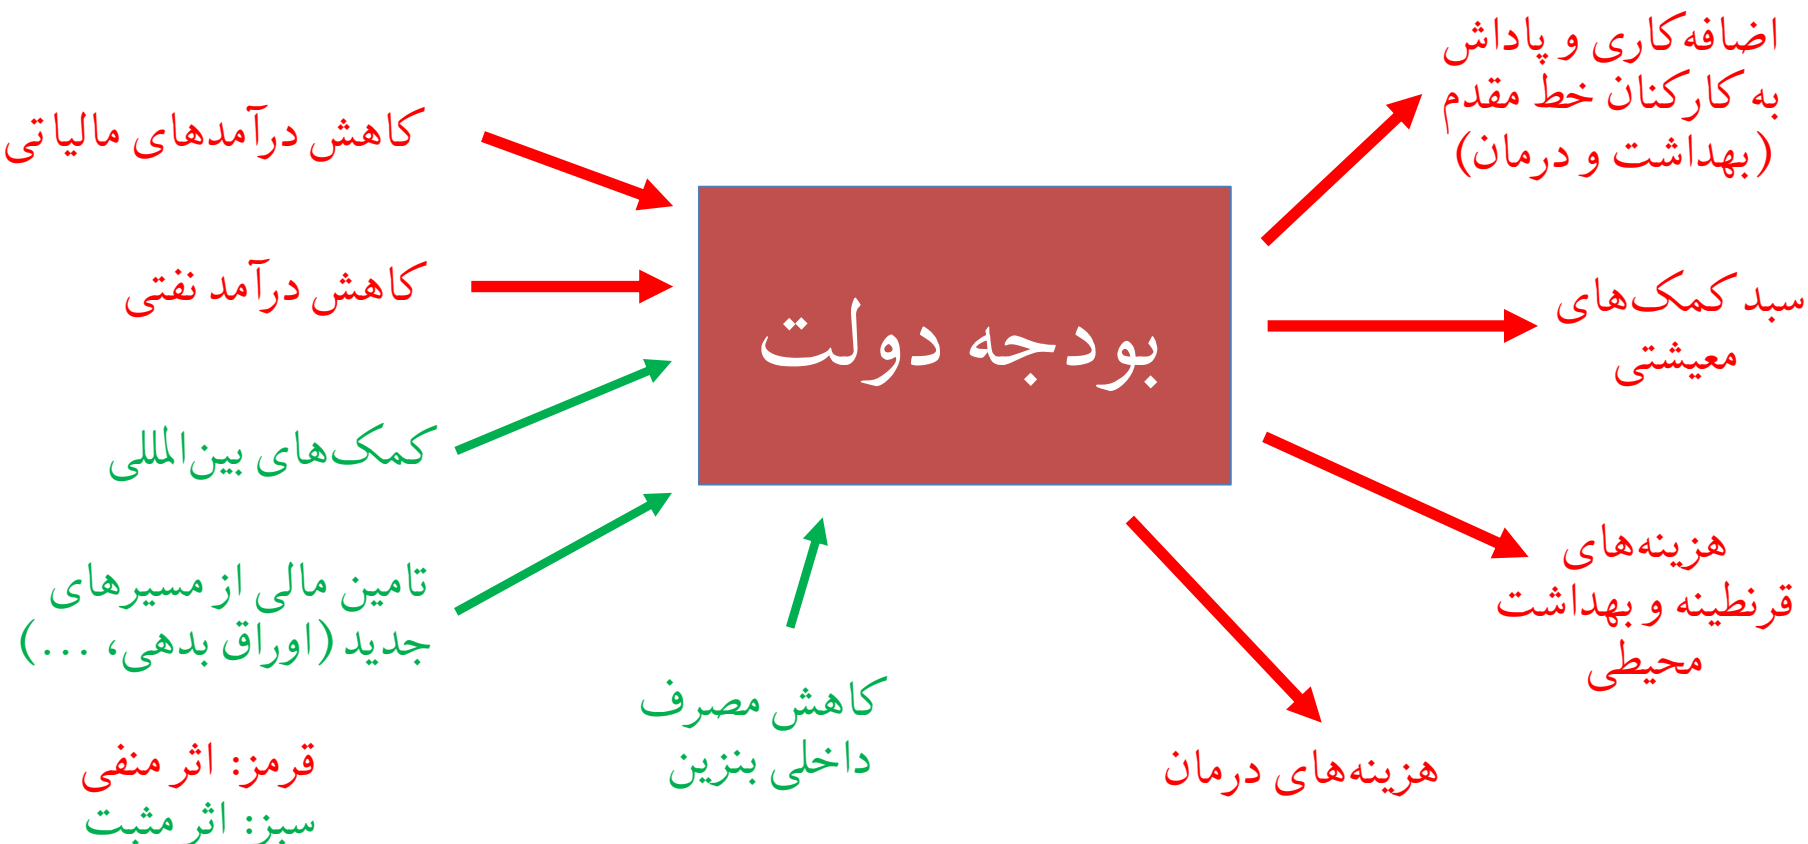 اضافه‌کاری و پاداش
به کارکنان خط مقدم
(بهداشت و درمان)
سبد کمک‌های
معیشتی
هزینه‌های
قرنطینه و بهداشت
محیطی
هزینه‌های درمان
بودجه دولت
کاهش درآمدهای مالیاتی
کاهش درآمد نفتی
کمک‌های بین‌المللی
تامین مالی از مسیرهای
جدید (اوراق بدهی، ...)
کاهش مصرف
داخلی بنزین
قرمز: اثر منفی
سبز: اثر مثبت